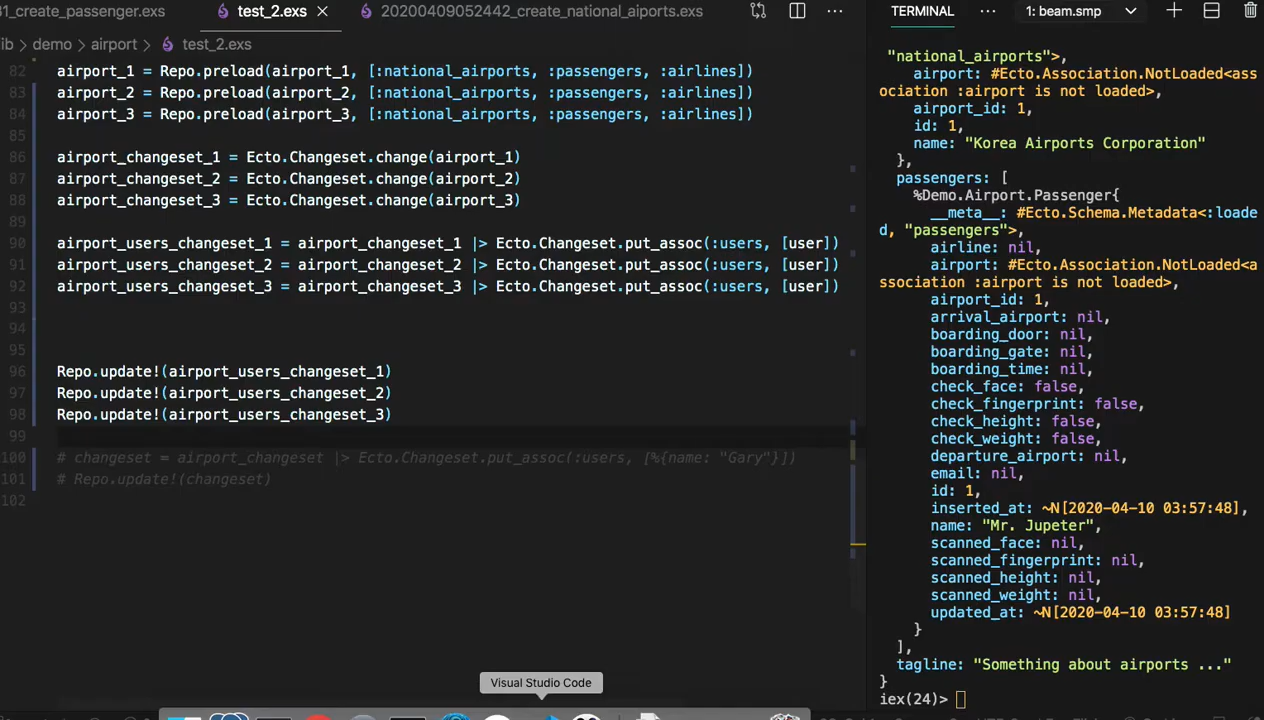 31_create_passenger.exs
test_2.exs
20200409052442_create_national_aiports.exs
lib > demo > airport > test_2.exs
82 airport_1 = Repo.preload(airport_1, [:national_airports, :passengers, :airlines])
83 airport_2 = Repo.preload(airport_2, [:national_airports, :passengers, :airlines])
84 airport_3 = Repo.preload(airport_3, [:national_airports, :passengers, :airlines])
85
86 airport_changeset_1 = Ecto.Changeset.change(airport_1)
87 airport_changeset_2 = Ecto.Changeset.change(airport_2)
88 airport_changeset_3 = Ecto.Changeset.change(airport_3)
89
90 airport_users_changeset_1 = airport_changeset_1 |> Ecto.Changeset.put_assoc(:users, [user])
91 airport_users_changeset_2 = airport_changeset_2 |> Ecto.Changeset.put_assoc(:users, [user])
92 airport_users_changeset_3 = airport_changeset_3 |> Ecto.Changeset.put_assoc(:users, [user])
93
94
95
96 Repo.update!(airport_users_changeset_1)
97 Repo.update!(airport_users_changeset_2)
98 Repo.update!(airport_users_changeset_3)
99
100 # changeset = airport_changeset |> Ecto.Changeset.put_assoc(:users, [%{name: "Gary"}])
101 # Repo.update!(changeset)
102
Visual Studio Code
TERMINAL
1: beam.smp
"national_airports">,
airport: #Ecto.Association.NotLoaded<ass
ociation :airport is not loaded>,
airport_id: 1,
id: 1,
name: "Korea Airports Corporation"
},
passengers: [
%Demo.Airport.Passenger{
__meta__: #Ecto.Schema.Metadata<:loade
d, "passengers">,
airline: nil,
airport: #Ecto.Association.NotLoaded<a
ssociation :airport is not loaded>,
airport_id: 1,
arrival_airport: nil,
boarding_door: nil,
boarding_gate: nil,
boarding_time: nil,
check_face: false,
check_fingerprint: false,
check_height: false,
check_weight: false,
departure_airport: nil,
email: nil,
id: 1,
inserted_at: ~N[2020-04-10 03:57:48],
name: "Mr. Jupeter",
scanned_face: nil,
scanned_fingerprint: nil,
scanned_height: nil,
scanned_weight: nil,
updated_at: ~N[2020-04-10 03:57:48]
}
],
tagline: "Something about airports ..."
}
iex(24)>